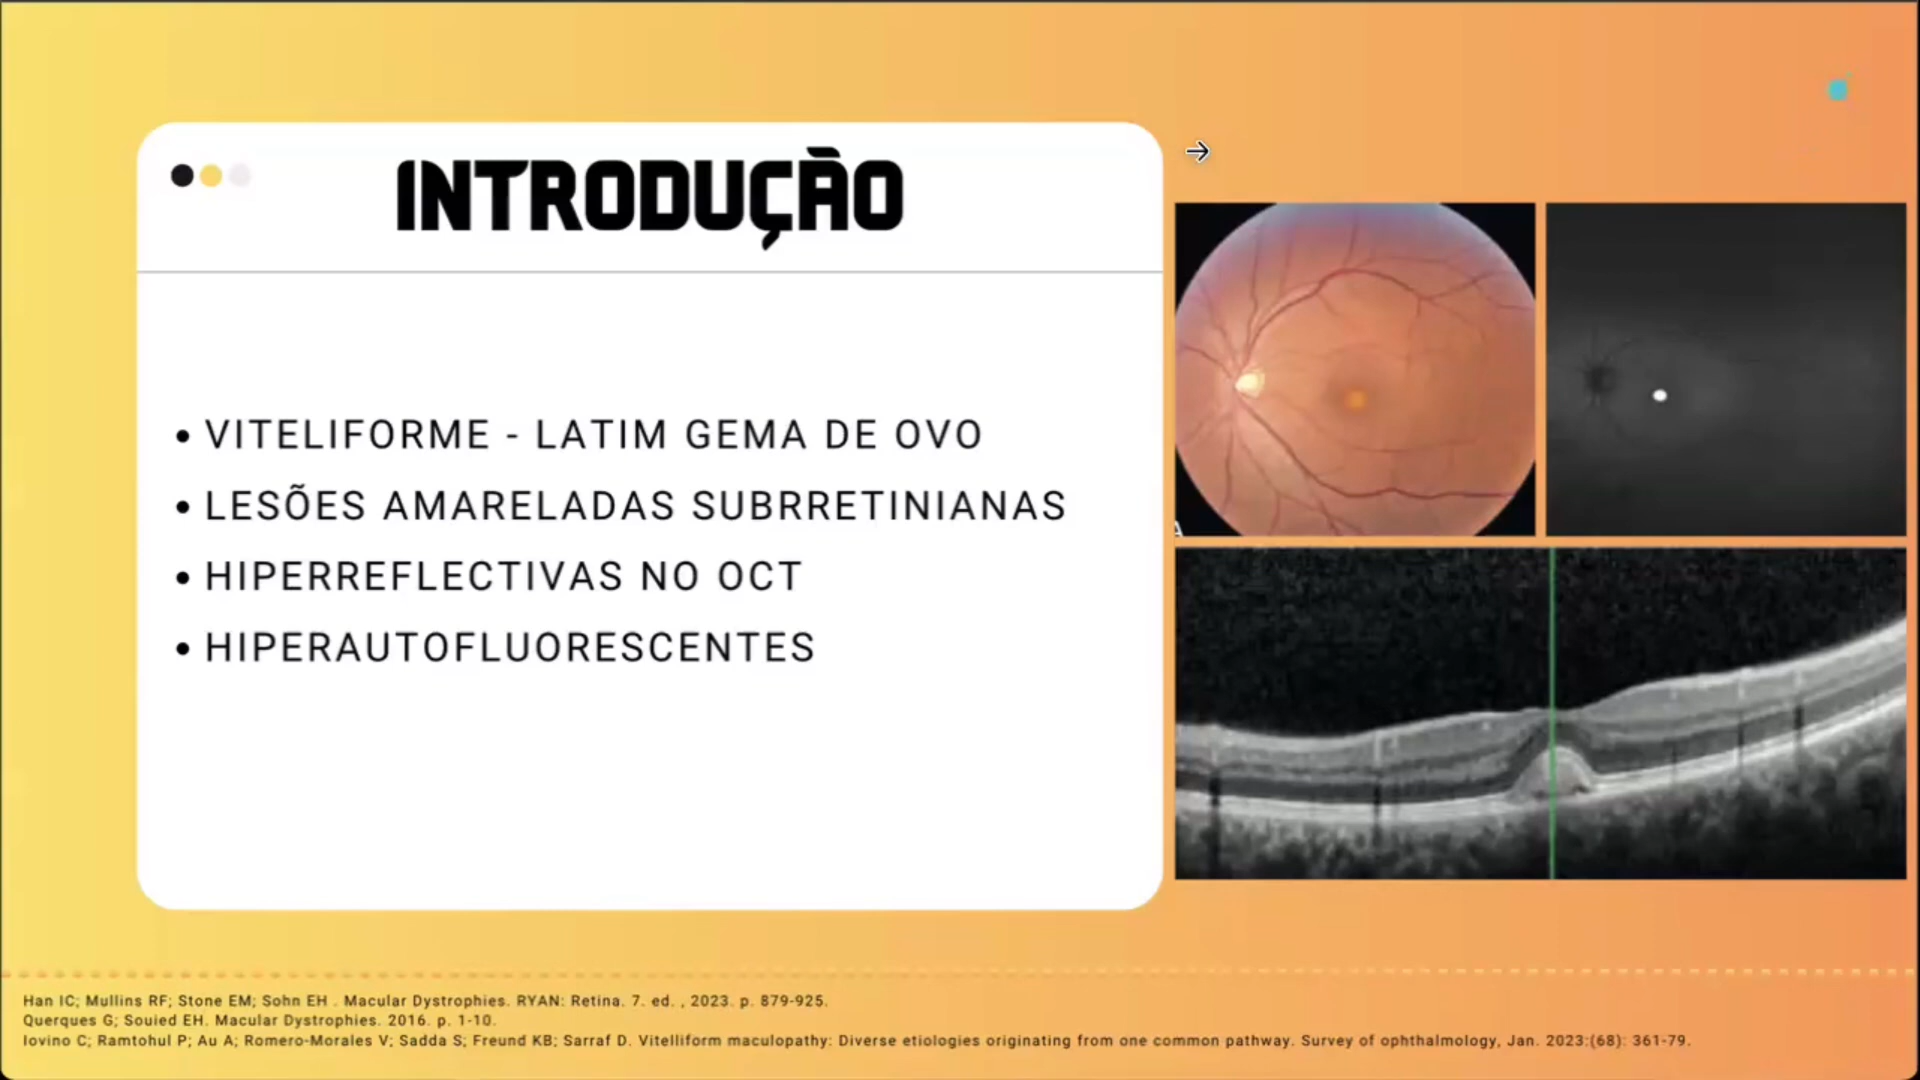 INTRODUÇÃO
• VITELIFORME - LATIM GEMA DE OVO
• LESÕES AMARELADAS SUBRRETINIANAS
• HIPERREFLECTIVAS NO OCT
• HIPERAUTOFLUORESCENTES
A
Han IC; Mullins RF; Stone EM; Sohn EH . Macular Dystrophies. RYAN: Retina. 7. ed. , 2023. p. 879-925.
Querques G; Souied EH. Macular Dystrophies. 2016. p. 1-10.
Iovino C; Ramtohul P; Au A; Romero-Morales V; Sadda S; Freund KB; Sarraf D. Vitelliform maculopathy: Diverse etiologies originating from one common pathway. Survey of ophthalmology, Jan. 2023:(68): 361-79.